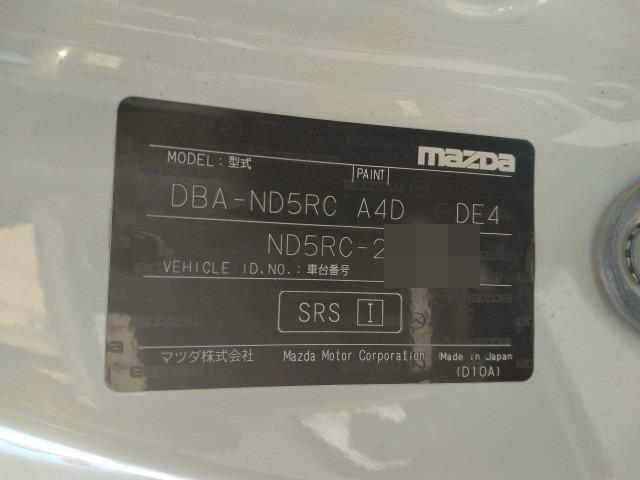 mazda
MODEL:型式 PAINT
DBA-ND5RC A4D DE4
ND5RC-2
VEHICLE ID.NO.:車台番号
SRS I
マツダ株式会社 Mazda Motor Corporation Made in Japan
(D10A)